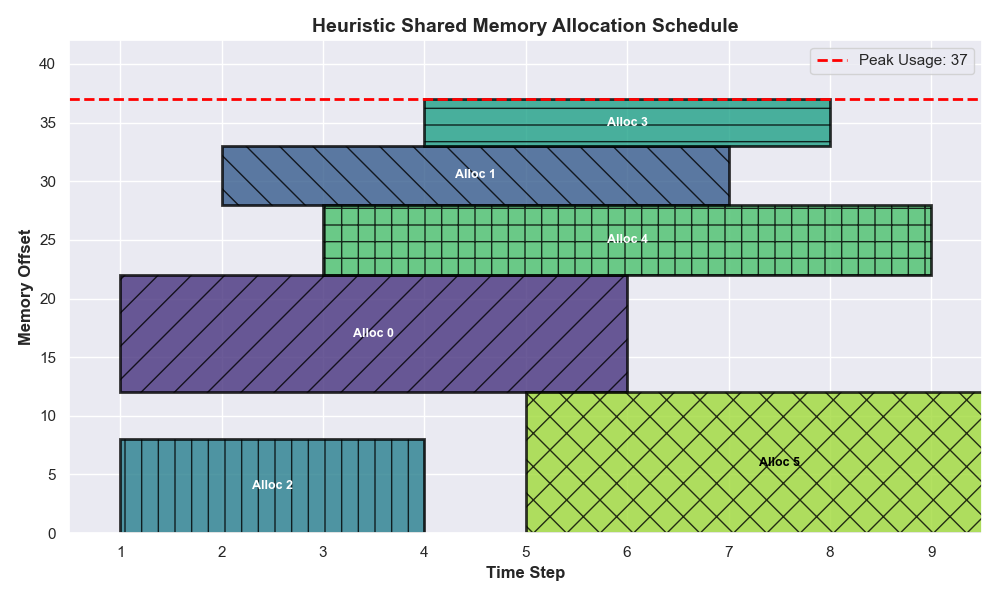 Heuristic Shared Memory Allocation Schedule
Peak Usage: 37
Memory Offset
40
35
30
25
20
15
10
5
0
Alloc 3
Alloc 1
Alloc 4
Alloc 0
Alloc 5
Alloc 2
1 2 3 4 5 6 7 8 9
Time Step